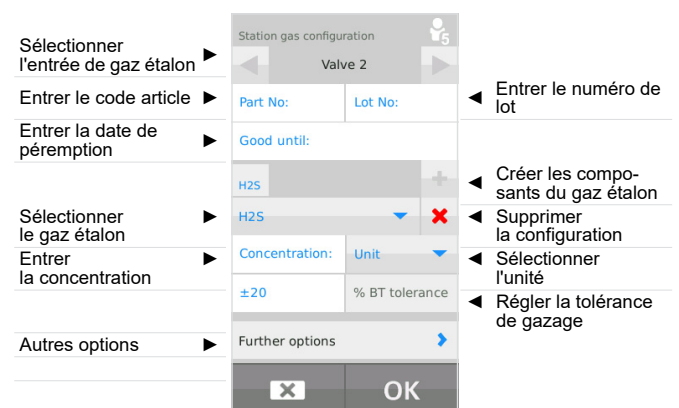 Sélectionner
l'entrée de gaz étalon
Entrer le code article
Entrer la date de
péremption
Sélectionner
le gaz étalon
Entrer
la concentration
Autres options
Station gas configuration
5
Valve 2
Part No:
Lot No:
Good until:
H2S
H2S
Concentration:
Unit
±20
% BT tolerance
Further options
OK
Entrer le numéro de
lot
Créer les compo-
sants du gaz étalon
Supprimer
la configuration
Sélectionner
l'unité
Régler la tolérance
de gazage